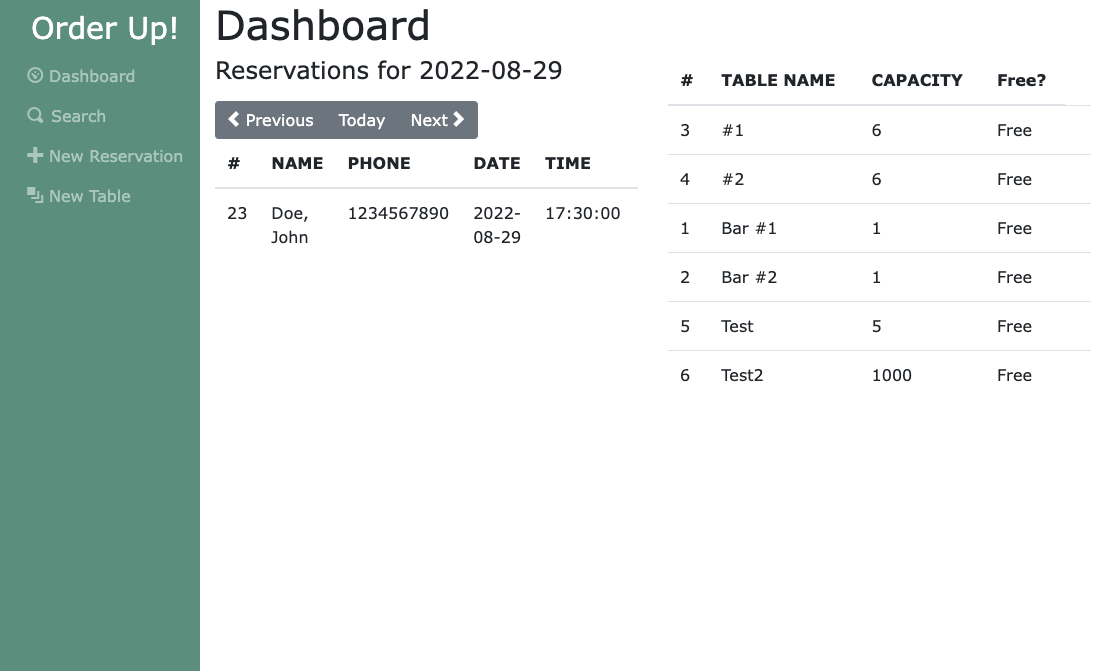 Order Up!
Dashboard
Search
New Reservation
New Table
Dashboard
Reservations for 2022-08-29
Previous Today Next
# NAME PHONE DATE TIME
23 Doe, 1234567890 2022- 17:30:00
John 08-29
# TABLE NAME CAPACITY Free?
3 #1 6 Free
4 #2 6 Free
1 Bar #1 1 Free
2 Bar #2 1 Free
5 Test 5 Free
6 Test2 1000 Free